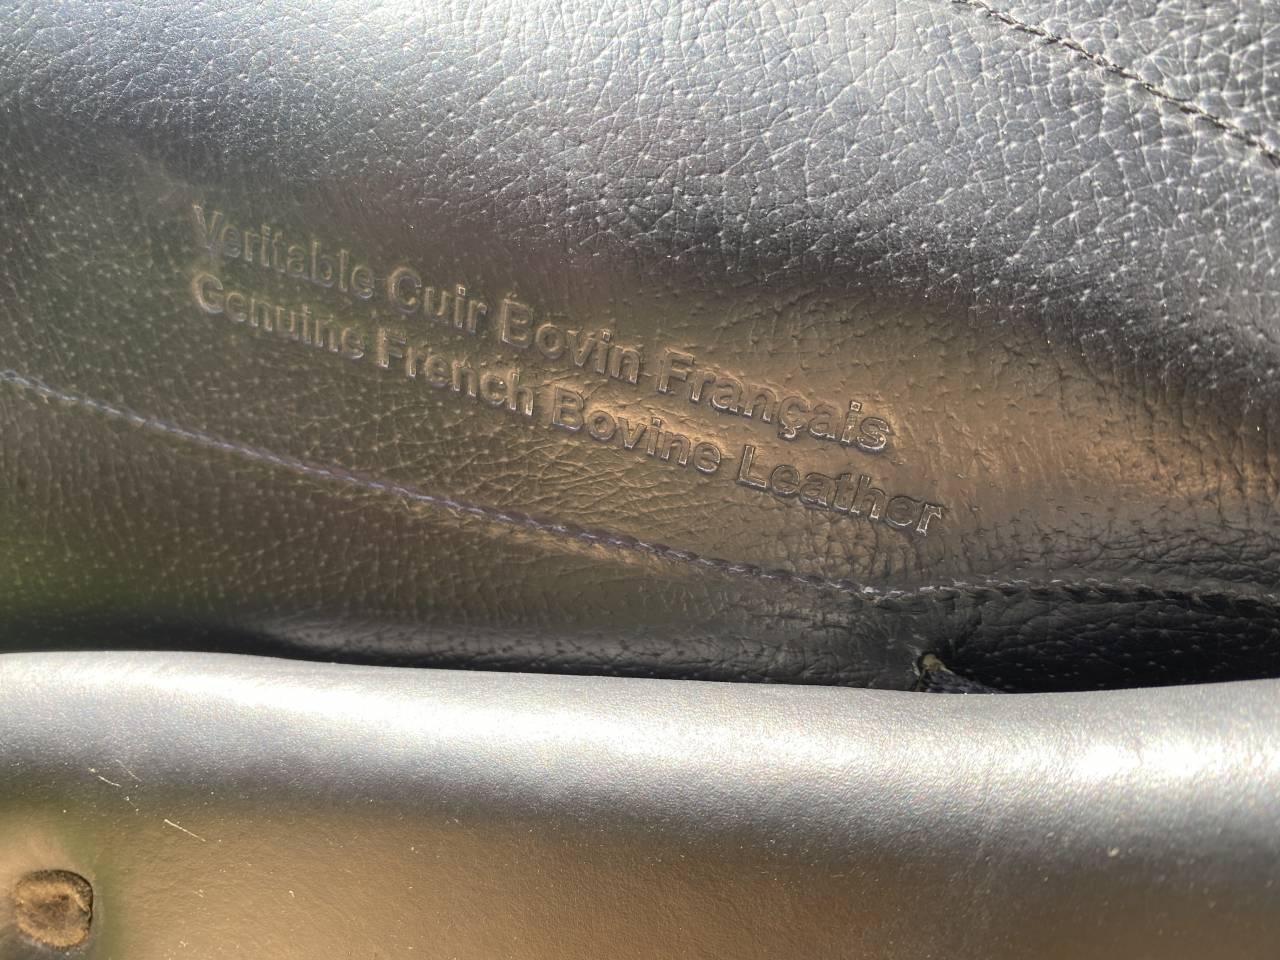 Veritable Cuir Bovin Français
Genuine French Bovine Leather